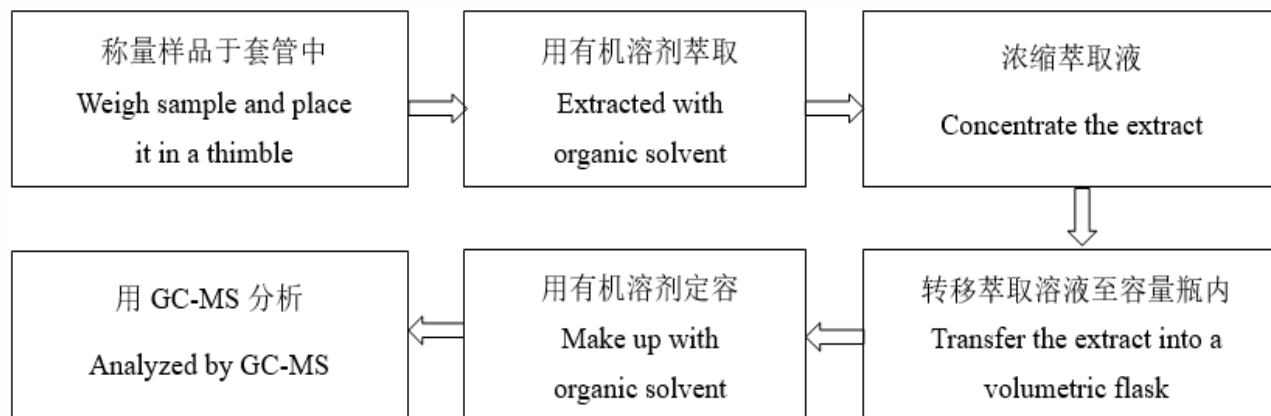 称量样品于套管中
Weigh sample and place
it in a thimble
用有机溶剂萃取
Extracted with
organic solvent
浓缩萃取液
Concentrate the extract
转移萃取溶液至容量瓶内
Transfer the extract into a
volumetric flask
用有机溶剂定容
Make up with
organic solvent
用 GC-MS 分析
Analyzed by GC-MS